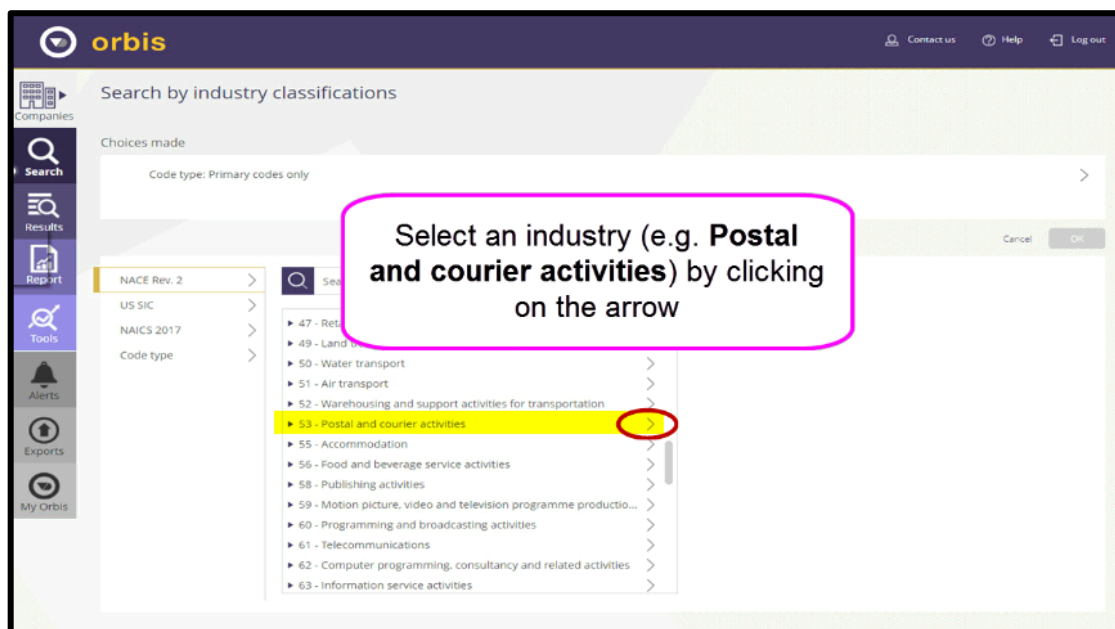 orbis
Contact us
Help
Log out
Companies
Search by industry classifications
Choices made
Search
Code type: Primary codes only
Results
Select an industry (e.g. Postal
and courier activities) by clicking
on the arrow
Cancel
OK
Report
NACE Rev. 2
US SIC
NAICS 2017
Code type
Tools
47 - Ret
49 - Land
50 - Water transport
51 - Air transport
52 - Warehousing and support activities for transportation
53 - Postal and courier activities
55 - Accommodation
56 - Food and beverage service activities
58 - Publishing activities
59 - Motion picture, video and television programme productio...
60 - Programming and broadcasting activities
61 - Telecommunications
62 - Computer programming, consultancy and related activities
63 - Information service activities
Alerts
Exports
My Orbis